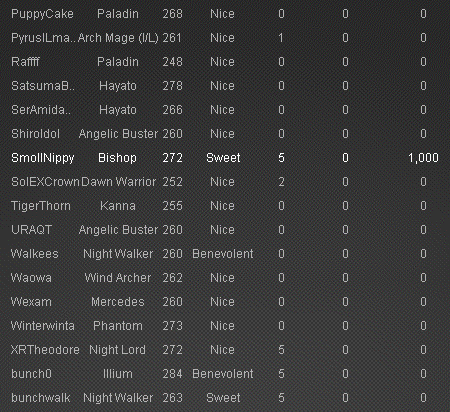 PuppyCake Paladin 268 Nice 0 0 0
PyrusILma.. Arch Mage (I/L) 261 Nice 1 0 0
Raffff Paladin 248 Nice 0 0 0
SatsumaB.. Hayato 278 Nice 0 0 0
SerAmida.. Hayato 266 Nice 0 0 0
ShiroIdol Angelic Buster 260 Nice 0 0 0
SmollNippy Bishop 272 Sweet 5 0 1,000
SolEXCrown Dawn Warrior 252 Nice 2 0 0
TigerThorn Kanna 255 Nice 0 0 0
URAQT Angelic Buster 260 Nice 0 0 0
Walkees Night Walker 260 Benevolent 0 0 0
Waowa Wind Archer 262 Nice 0 0 0
Wexam Mercedes 260 Nice 0 0 0
Winterwinta Phantom 273 Nice 0 0 0
XRTheodore Night Lord 272 Nice 5 0 0
bunch0 Illium 284 Benevolent 5 0 0
bunchwalk Night Walker 263 Sweet 5 0 0